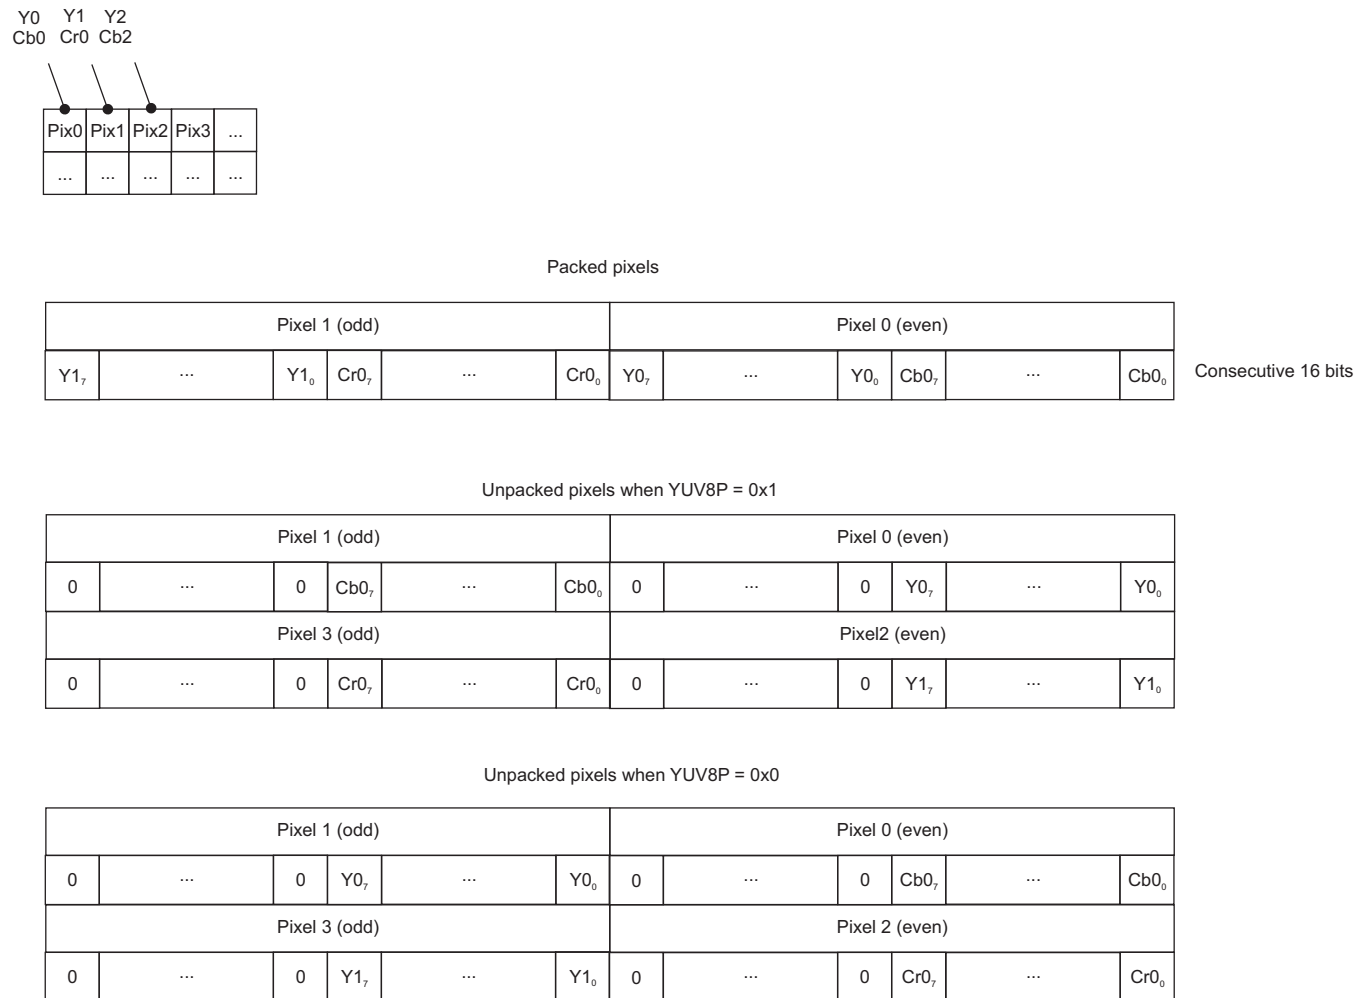 Y0 Y1 Y2
Cb0 Cr0 Cb2
Pix0 Pix1 Pix2 Pix3 ...
... ... ... ... ...
Packed pixels
Pixel 1 (odd) Pixel 0 (even)
Y1₇ ... Y1₀ Cr0₇ ... Cr0₀ Y0₇ ... Y0₀ Cb0₇ ... Cb0₀ Consecutive 16 bits
Unpacked pixels when YUV8P = 0x1
Pixel 1 (odd) Pixel 0 (even)
0 ... 0 Cb0₇ ... Cb0₀ 0 ... 0 Y0₇ ... Y0₀
Pixel 3 (odd) Pixel2 (even)
0 ... 0 Cr0₇ ... Cr0₀ 0 ... 0 Y1₇ ... Y1₀
Unpacked pixels when YUV8P = 0x0
Pixel 1 (odd) Pixel 0 (even)
0 ... 0 Y0₇ ... Y0₀ 0 ... 0 Cb0₇ ... Cb0₀
Pixel 3 (odd) Pixel 2 (even)
0 ... 0 Y1₇ ... Y1₀ 0 ... 0 Cr0₇ ... Cr0₀